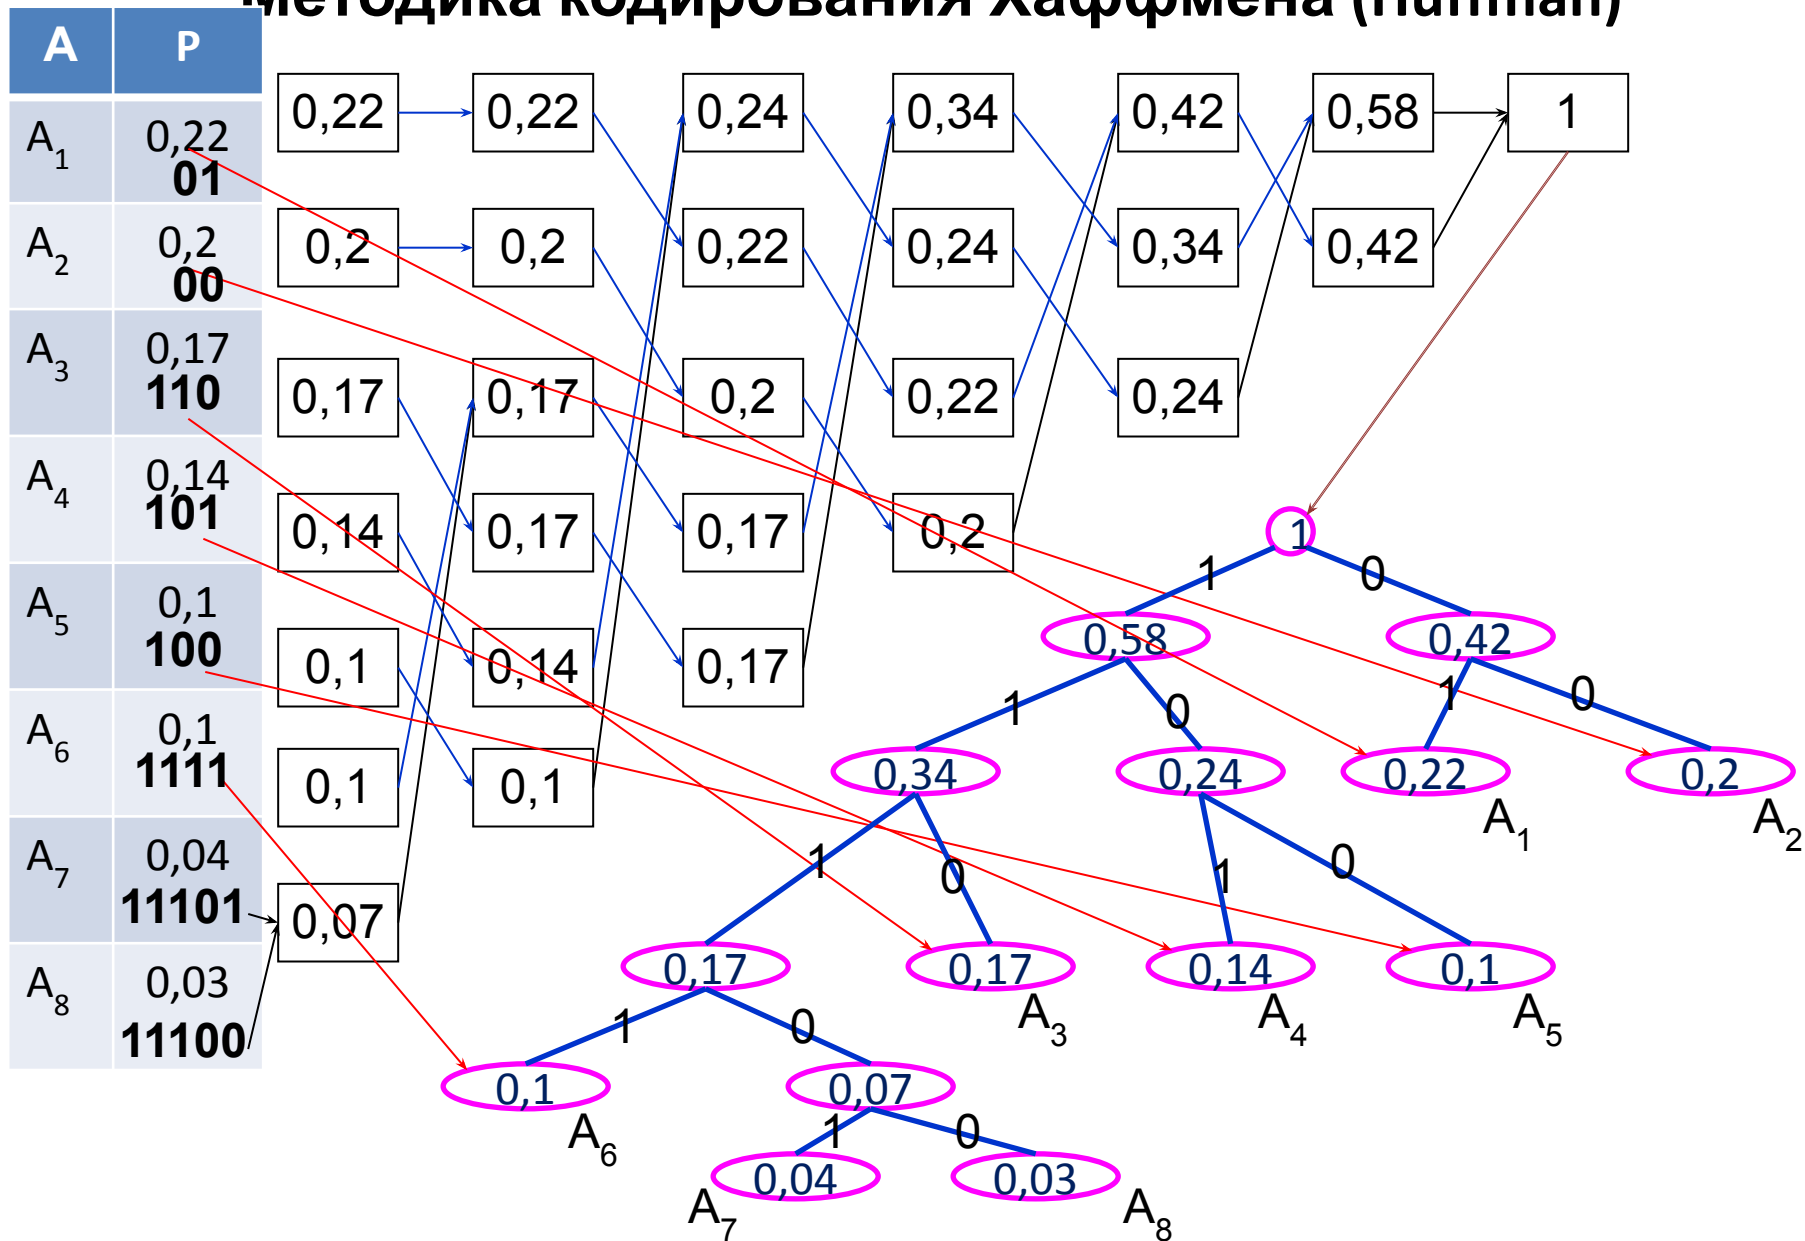 Методика кодирования Хаффмена (Huffman)
A P
A1 0,22
01
A2 0,2
00
A3 0,17
110
A4 0,14
101
A5 0,1
100
A6 0,1
1111
A7 0,04
11101
A8 0,03
11100
0,22 0,22 0,24 0,34 0,42 0,58 1
0,2 0,2 0,22 0,24 0,34 0,42
0,17 0,17 0,2 0,22 0,24
0,14 0,17 0,17 0,2
0,1 0,14 0,17
0,1 0,1
0,07
1
1 0
0,58 0,42
1 0 1 0
0,34 0,24 0,22 0,2
A1 A2
1 0 1 0
0,17 0,17 0,14 0,1
A3 A4 A5
1 0
0,1 0,07
A6
1 0
0,04 0,03
A7 A8